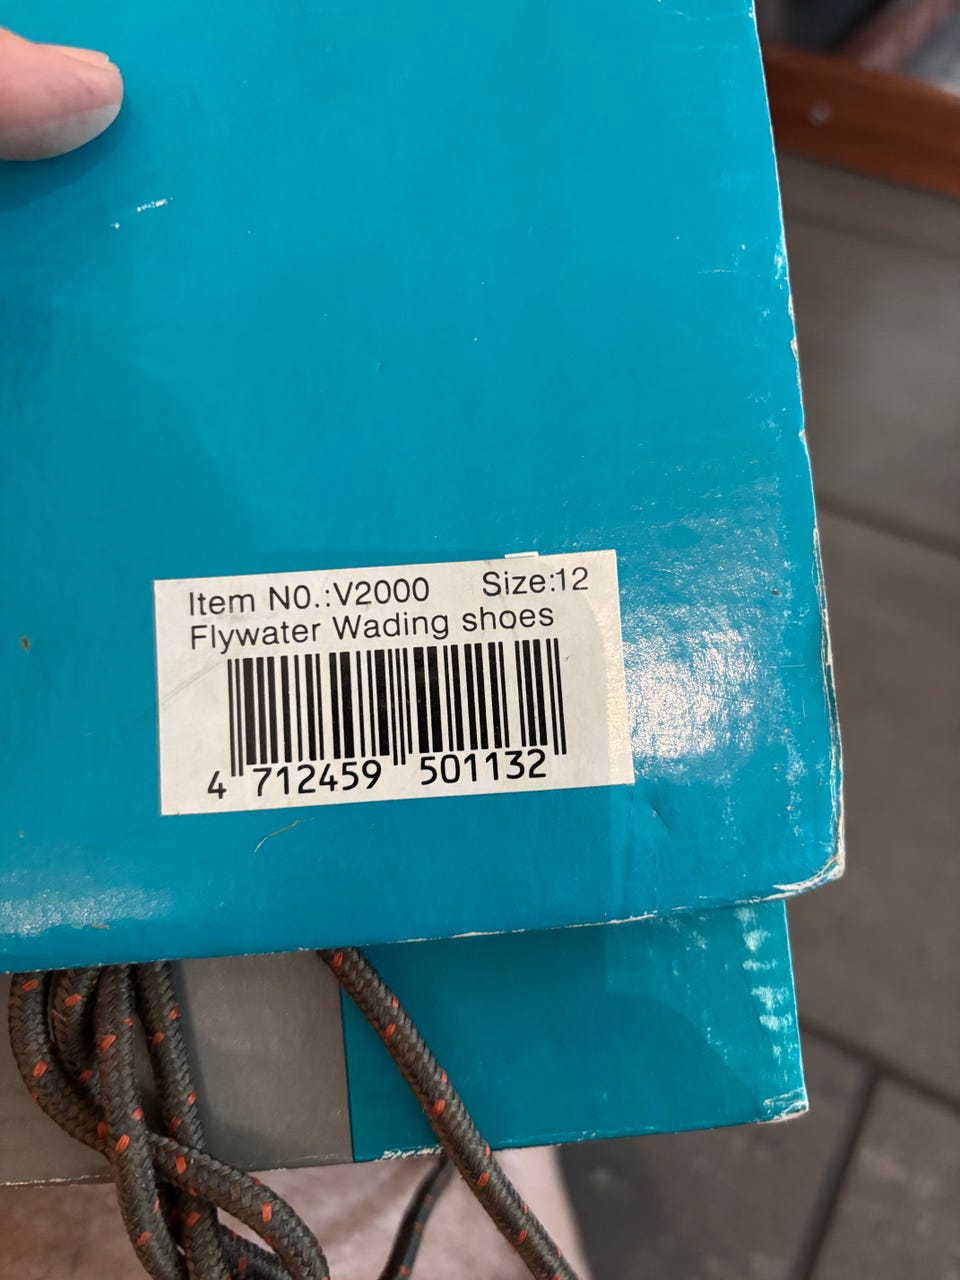 Item N0.:V2000 Size:12
Flywater Wading shoes
4 712459 501132